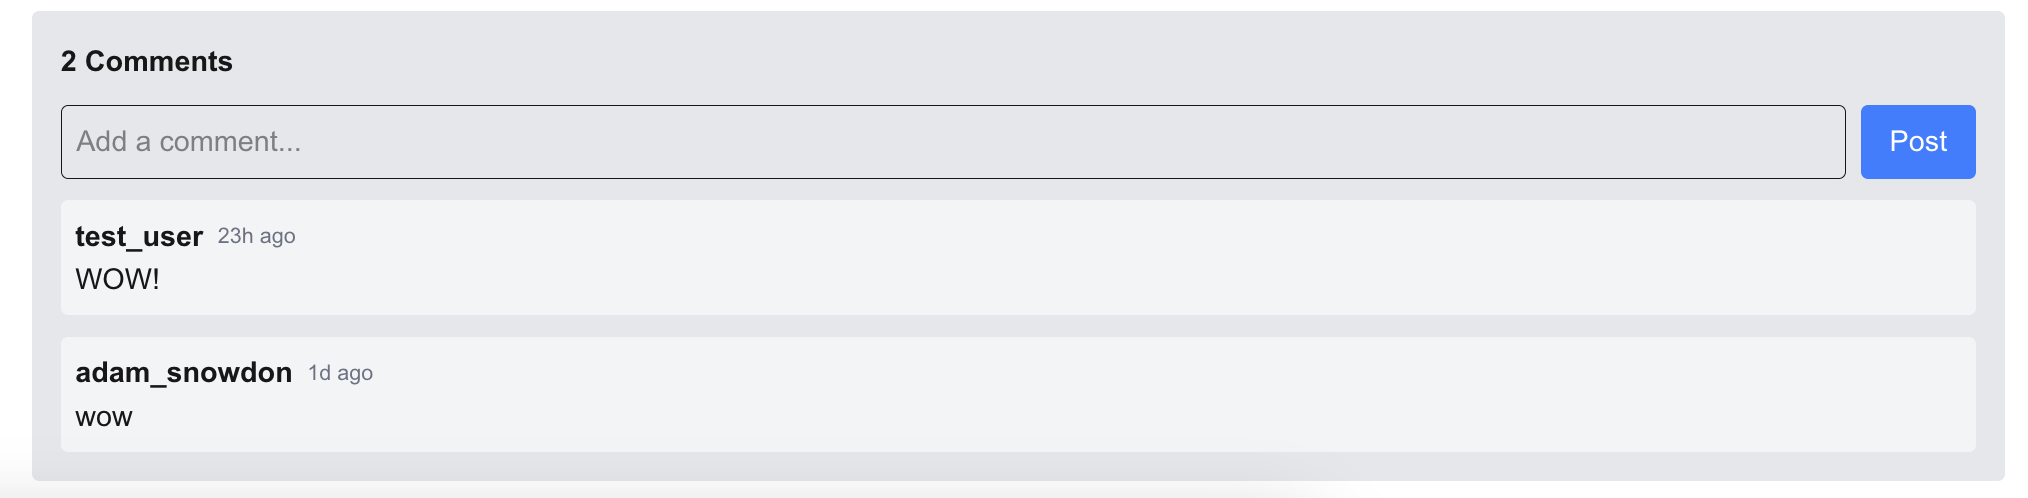 2 Comments
Add a comment...
Post
test_user 23h ago
WOW!
adam_snowdon 1d ago
wow